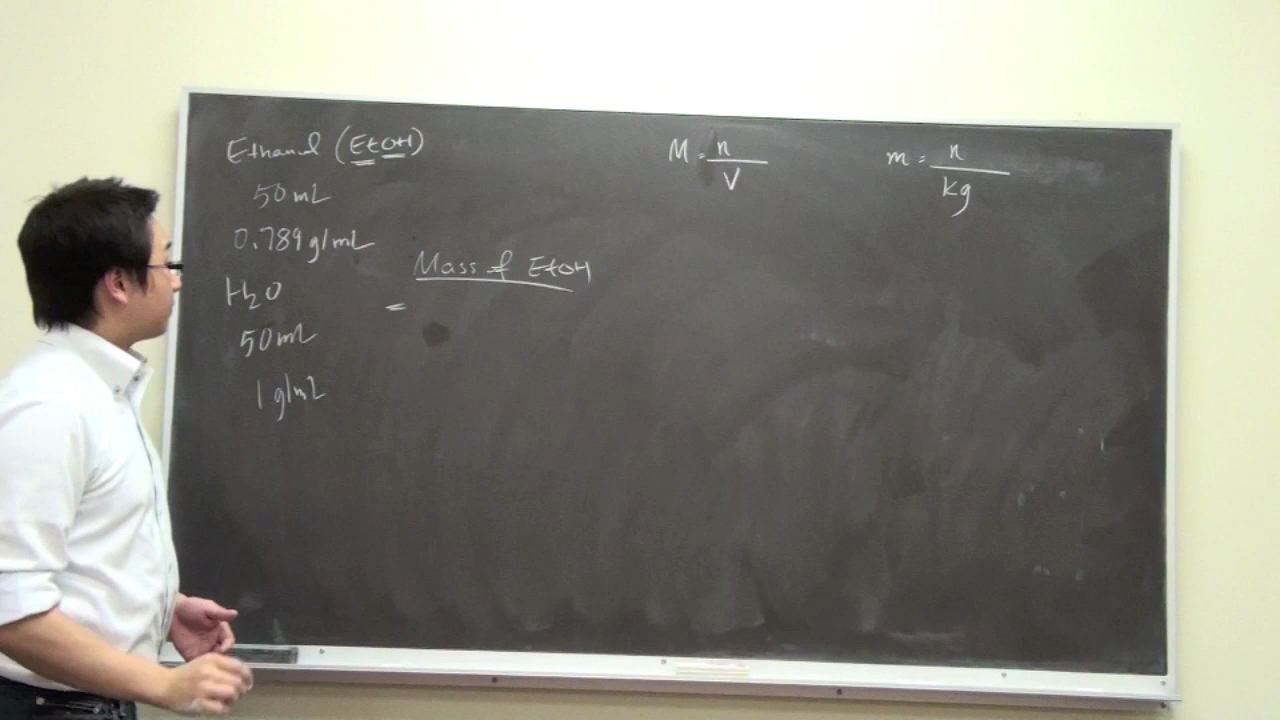 Ethanol (EtOH)
50 mL
0.789 g/mL
H₂O
50 mL
1 g/mL
Mass of EtOH
=
M = n/V
m = n/kg